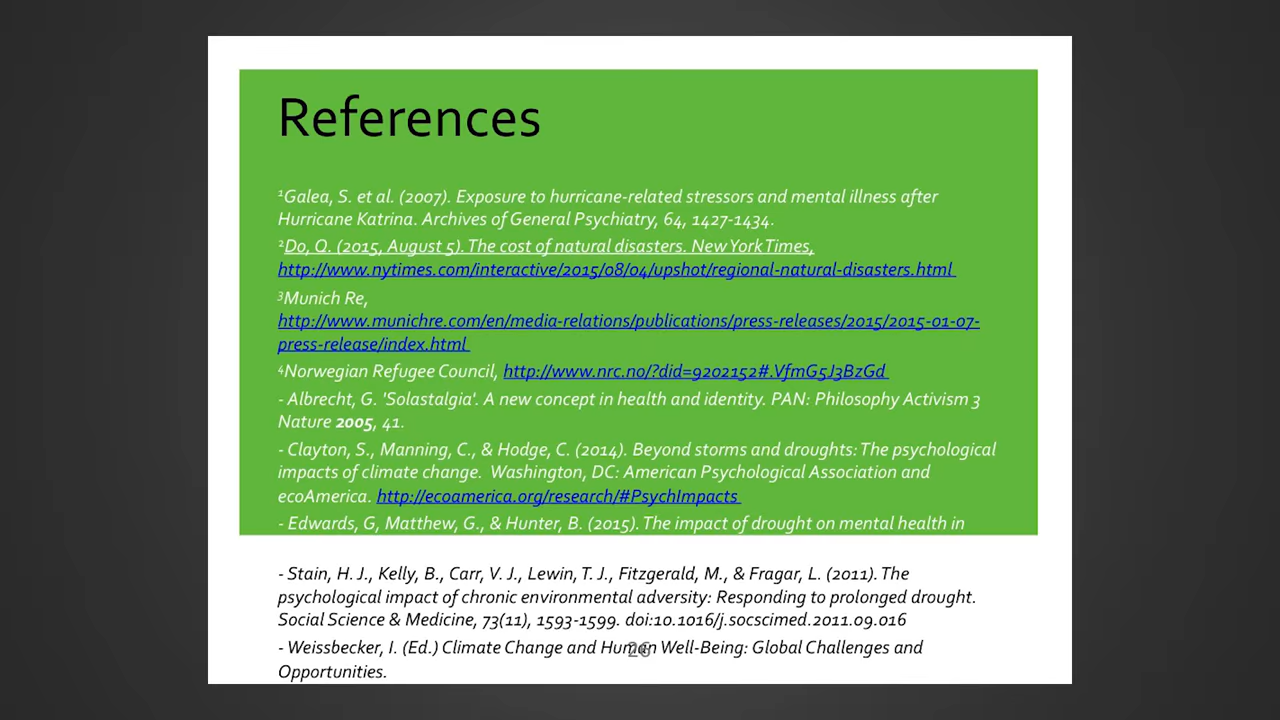 References
¹Galea, S. et al. (2007). Exposure to hurricane-related stressors and mental illness after
Hurricane Katrina. Archives of General Psychiatry, 64, 1427-1434.
²Do, Q. (2015, August 5). The cost of natural disasters. New York Times,
http://www.nytimes.com/interactive/2015/08/04/upshot/regional-natural-disasters.html
³Munich Re,
http://www.munichre.com/en/media-relations/publications/press-releases/2015/2015-01-07-
press-release/index.html
⁴Norwegian Refugee Council, http://www.nrc.no/?did=9202152#.VfmG5J3BzGd
- Albrecht, G. 'Solastalgia'. A new concept in health and identity. PAN: Philosophy Activism 3
Nature 2005, 41.
- Clayton, S., Manning, C., & Hodge, C. (2014). Beyond storms and droughts: The psychological
impacts of climate change. Washington, DC: American Psychological Association and
ecoAmerica. http://ecoamerica.org/research/#PsychImpacts
- Edwards, G, Matthew, G., & Hunter, B. (2015). The impact of drought on mental health in
- Stain, H. J., Kelly, B., Carr, V. J., Lewin, T. J., Fitzgerald, M., & Fragar, L. (2011). The
psychological impact of chronic environmental adversity: Responding to prolonged drought.
Social Science & Medicine, 73(11), 1593-1599. doi:10.1016/j.socscimed.2011.09.016
- Weissbecker, I. (Ed.) Climate Change and Human Well-Being: Global Challenges and
Opportunities.
26